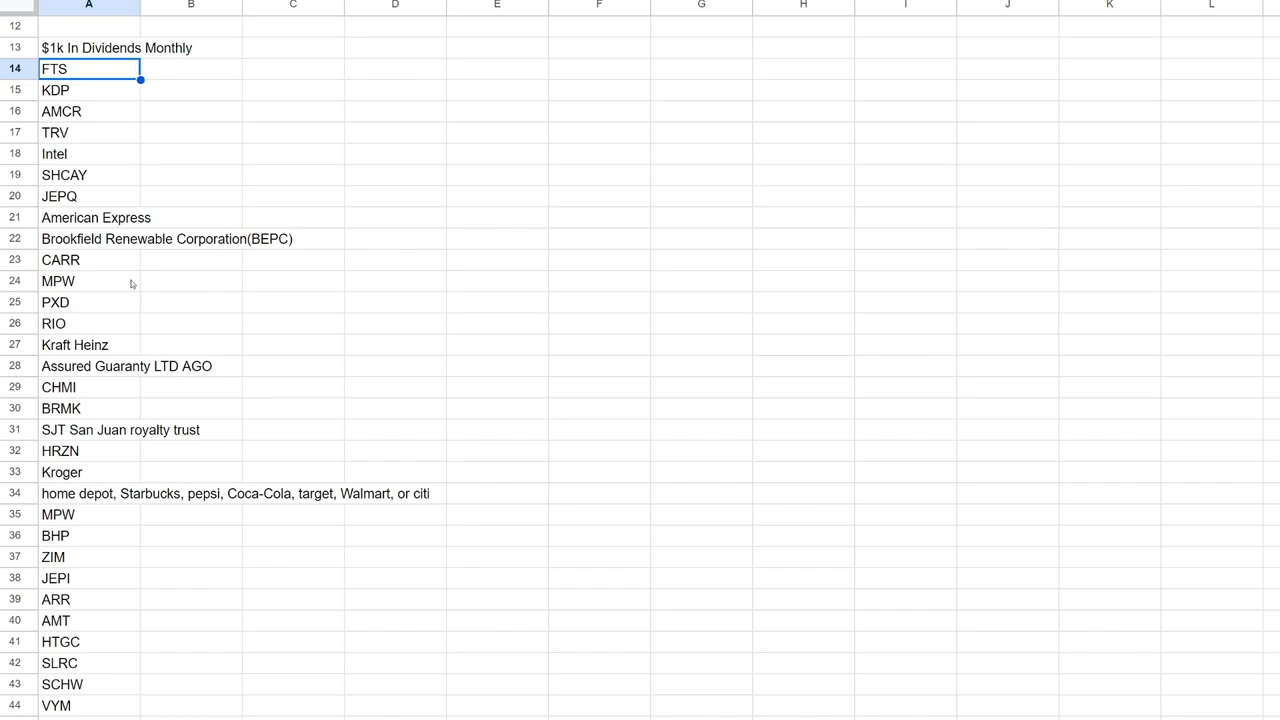 A B C D E F G H I J K L
12
13 $1k In Dividends Monthly
14 FTS
15 KDP
16 AMCR
17 TRV
18 Intel
19 SHCAY
20 JEPQ
21 American Express
22 Brookfield Renewable Corporation(BEPC)
23 CARR
24 MPW
25 PXD
26 RIO
27 Kraft Heinz
28 Assured Guaranty LTD AGO
29 CHMI
30 BRMK
31 SJT San Juan royalty trust
32 HRZN
33 Kroger
34 home depot, Starbucks, pepsi, Coca-Cola, target, Walmart, or citi
35 MPW
36 BHP
37 ZIM
38 JEPI
39 ARR
40 AMT
41 HTGC
42 SLRC
43 SCHW
44 VYM